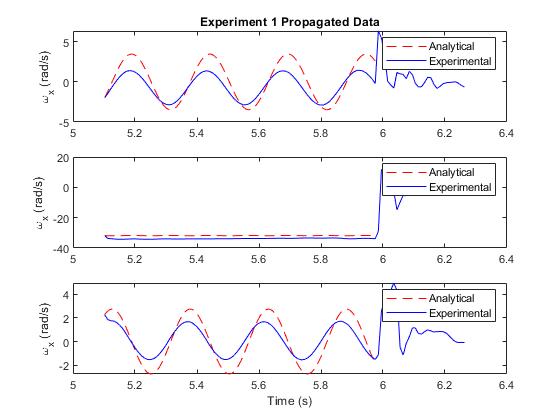 Experiment 1 Propagated Data
ω_x (rad/s)
5
0
-5
Analytical
Experimental
5 5.2 5.4 5.6 5.8 6 6.2 6.4
ω_x (rad/s)
20
0
-20
-40
Analytical
Experimental
5 5.2 5.4 5.6 5.8 6 6.2 6.4
ω_x (rad/s)
4
2
0
-2
Analytical
Experimental
5 5.2 5.4 5.6 5.8 6 6.2 6.4
Time (s)